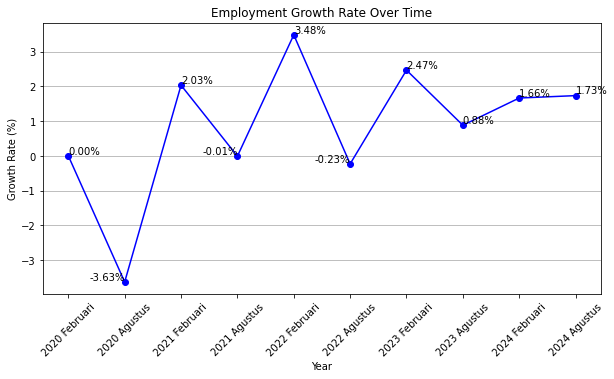 Employment Growth Rate Over Time
Growth Rate (%)
3
2
1
0
−1
−2
−3
0.00%
-3.63%
2.03%
-0.01%
3.48%
-0.23%
2.47%
0.88%
1.66%
1.73%
2020 Februari
2020 Agustus
2021 Februari
2021 Agustus
2022 Februari
2022 Agustus
2023 Februari
2023 Agustus
2024 Februari
2024 Agustus
Year